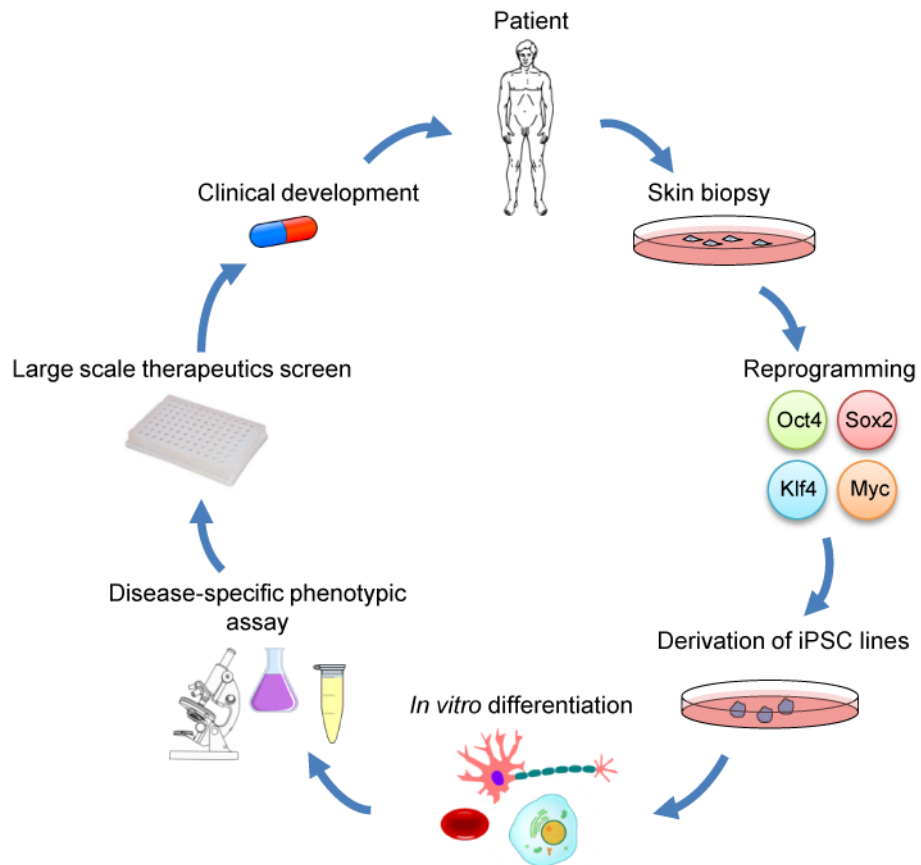 Patient
Skin biopsy
Reprogramming
Oct4
Sox2
Klf4
Myc
Derivation of iPSC lines
In vitro differentiation
Disease-specific phenotypic
assay
Large scale therapeutics screen
Clinical development